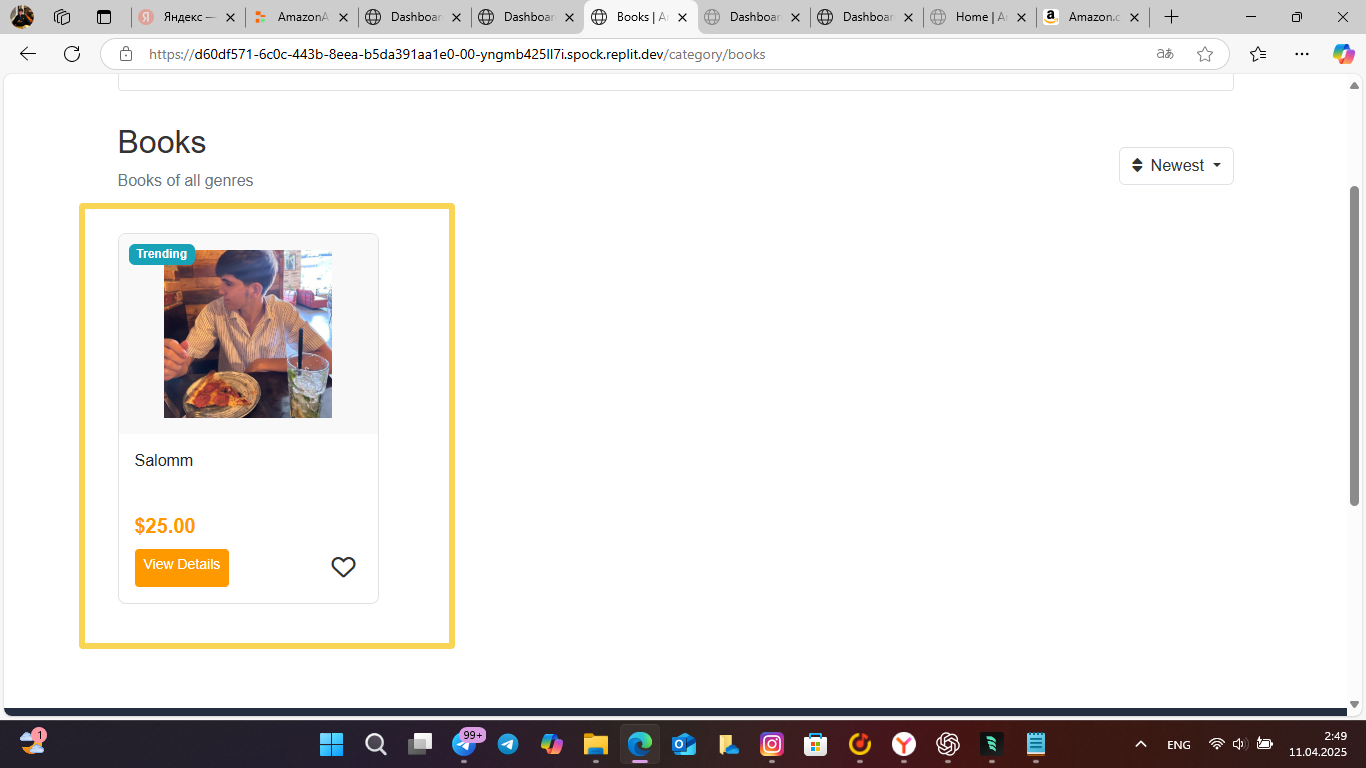 Яндекс —
AmazonA
Dashboar
Dashboar
Books | A
Dashboar
Dashboar
Home | A
Amazon.c
https://d60df571-6c0c-443b-8eea-b5da391aa1e0-00-yngmb425ll7i.spock.replit.dev/category/books
Books
Newest
Books of all genres
Trending
Salomm
$25.00
View Details
1
99+
ENG
2:49
11.04.2025